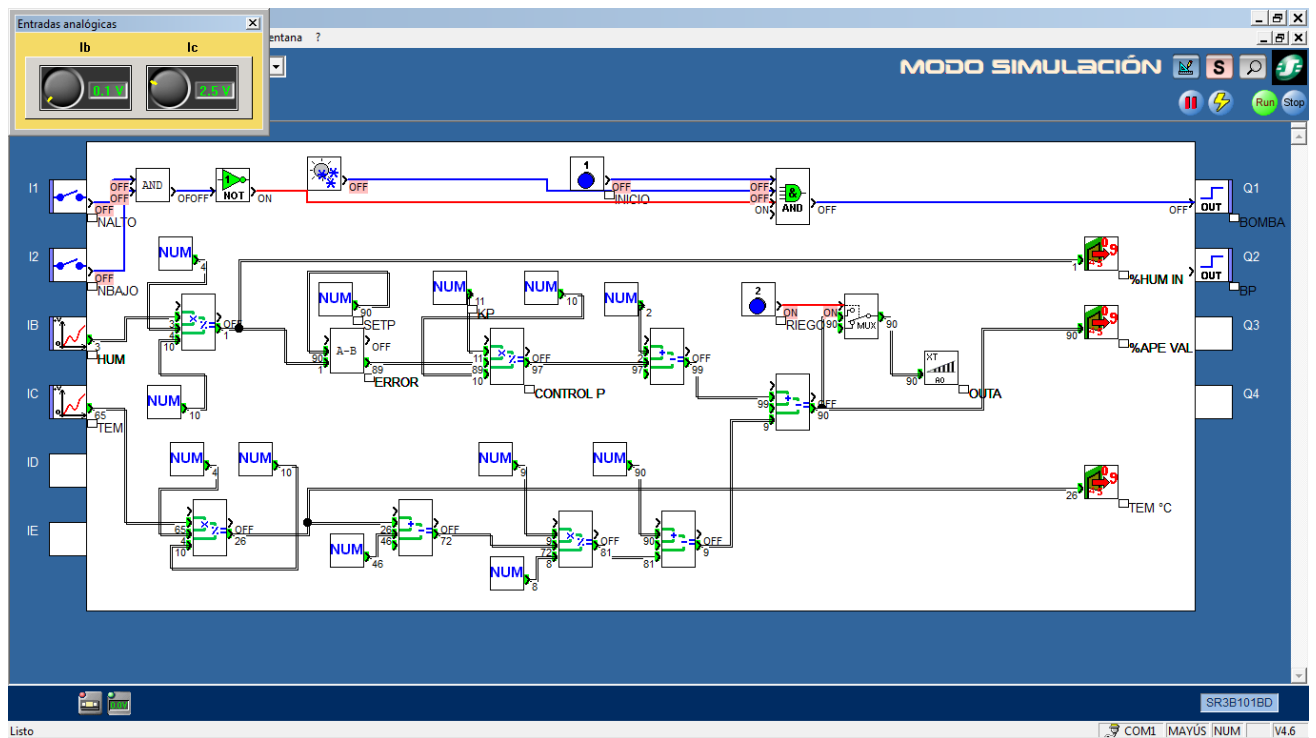 Entradas analógicas
Ib Ic
0.1 V 2.5 V
entana ?
MODO SIMULACIÓN
S
Run Stop
I1
I2
IB
IC
ID
IE
Q1
Q2
Q3
Q4
AND
NOT
1
AND
OUT
OFF
OFF
OFF
OFOFF
ON
OFF
OFF
INICIO
OFF
OFF
ON
OFF
OFF
BOMBA
NALTO
OFF
NBAJO
NUM
4
3
4
10
OFF
1
3
HUM
NUM
10
NUM
90
SETP
A-B
90
1
OFF
89
ERROR
NUM
11
KP
NUM
10
11
89
10
OFF
97
CONTROL P
NUM
2
2
97
OFF
99
2
ON
RIEGO
ON
90
MUX
90
XT
A0
90
OUTA
99
9
OFF
90
1
%HUM IN
OUT
BP
90
%APE VAL
65
TEM
NUM
4
NUM
10
65
4
10
OFF
26
NUM
46
26
46
OFF
72
NUM
9
NUM
90
NUM
8
9
72
8
OFF
81
90
81
OFF
9
26
TEM °C
SR3B101BD
Listo
COM1 MAYÚS NUM V4.6